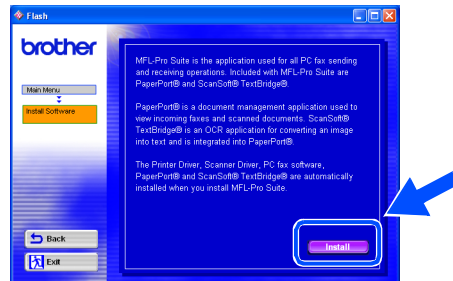 Flash
brother
Main Menu
Install Software
MFL-Pro Suite is the application used for all PC fax sending
and receiving operations. Included with MFL-Pro Suite are
PaperPort® and ScanSoft® TextBridge®.
PaperPort® is a document management application used to
view incoming faxes and scanned documents. ScanSoft®
TextBridge® is an OCR application for converting an image
into text and is integrated into PaperPort®.
The Printer Driver, Scanner Driver, PC fax software,
PaperPort® and ScanSoft® TextBridge® are automatically
installed when you install MFL-Pro Suite.
Install
Back
Exit